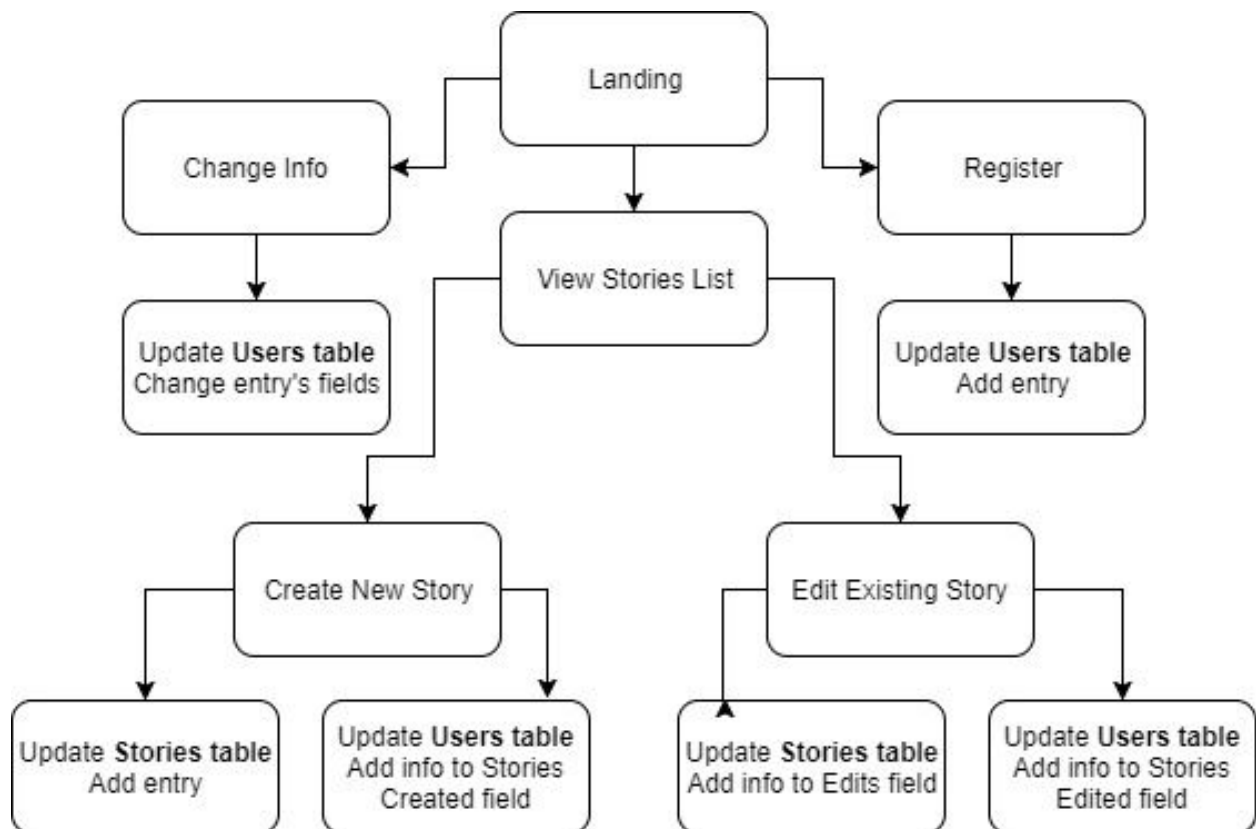 Landing
Change Info
Register
View Stories List
Update Users table
Change entry's fields
Update Users table
Add entry
Create New Story
Edit Existing Story
Update Stories table
Add entry
Update Users table
Add info to Stories
Created field
Update Stories table
Add info to Edits field
Update Users table
Add info to Stories
Edited field